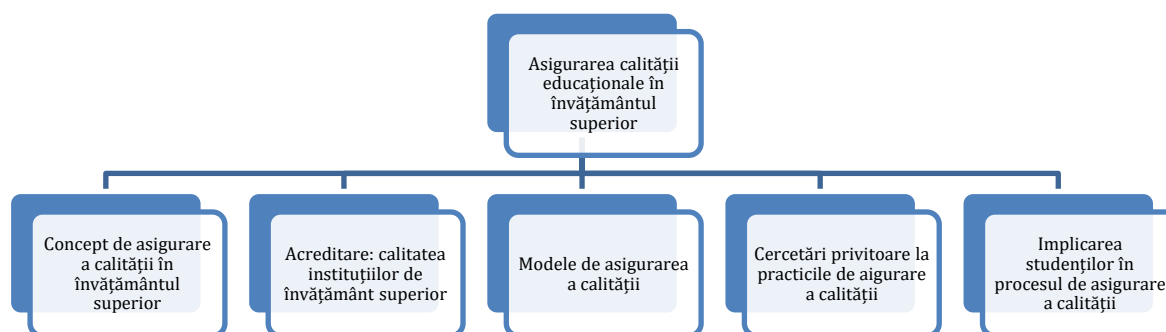 Asigurarea calității
educaționale în
învățământul
superior
Concept de asigurare
a calității în
învățământul
superior
Acreditare: calitatea
instituțiilor de
învățământ superior
Modele de asigurarea
a calității
Cercetări privitoare la
practicile de aigurare
a calității
Implicarea
studenților în
procesul de asigurare
a calității